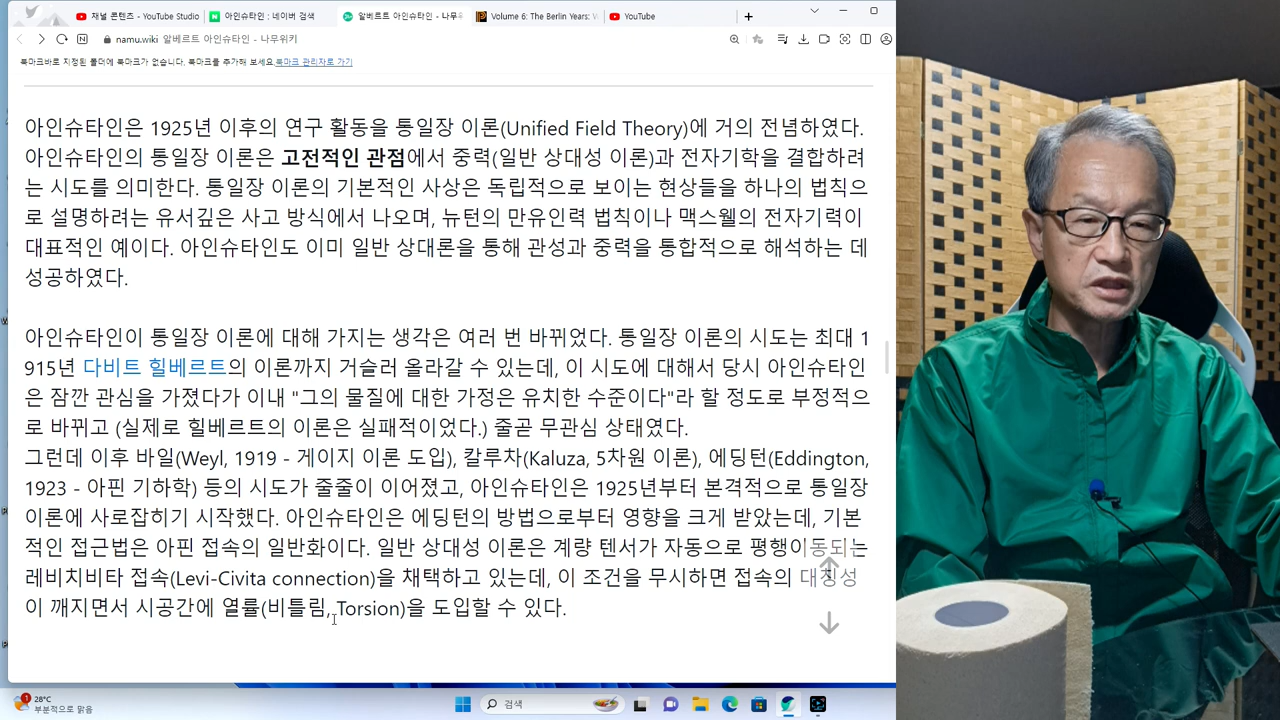 채널 콘텐츠 - YouTube Studio
아인슈타인 : 네이버 검색
알베르트 아인슈타인 - 나무위키
Volume 6: The Berlin Years:
YouTube
namu.wiki 알베르트 아인슈타인 - 나무위키
북마크바로 지정된 폴더에 북마크가 없습니다. 북마크를 추가해 보세요.북마크 관리자로 가기
아인슈타인은 1925년 이후의 연구 활동을 통일장 이론(Unified Field Theory)에 거의 전념하였다.
아인슈타인의 통일장 이론은 고전적인 관점에서 중력(일반 상대성 이론)과 전자기학을 결합하려
는 시도를 의미한다. 통일장 이론의 기본적인 사상은 독립적으로 보이는 현상들을 하나의 법칙으
로 설명하려는 유서깊은 사고 방식에서 나오며, 뉴턴의 만유인력 법칙이나 맥스웰의 전자기력이
대표적인 예이다. 아인슈타인도 이미 일반 상대론을 통해 관성과 중력을 통합적으로 해석하는 데
성공하였다.
아인슈타인이 통일장 이론에 대해 가지는 생각은 여러 번 바뀌었다. 통일장 이론의 시도는 최대 1
915년 다비트 힐베르트의 이론까지 거슬러 올라갈 수 있는데, 이 시도에 대해서 당시 아인슈타인
은 잠깐 관심을 가졌다가 이내 "그의 물질에 대한 가정은 유치한 수준이다"라 할 정도로 부정적으
로 바뀌고 (실제로 힐베르트의 이론은 실패적이었다.) 줄곧 무관심 상태였다.
그런데 이후 바일(Weyl, 1919 - 게이지 이론 도입), 칼루차(Kaluza, 5차원 이론), 에딩턴(Eddington,
1923 - 아핀 기하학) 등의 시도가 줄줄이 이어졌고, 아인슈타인은 1925년부터 본격적으로 통일장
이론에 사로잡히기 시작했다. 아인슈타인은 에딩턴의 방법으로부터 영향을 크게 받았는데, 기본
적인 접근법은 아핀 접속의 일반화이다. 일반 상대성 이론은 계량 텐서가 자동으로 평행이동되는
레비치비타 접속(Levi-Civita connection)을 채택하고 있는데, 이 조건을 무시하면 접속의 대칭성
이 깨지면서 시공간에 열률(비틀림, Torsion)을 도입할 수 있다.
28°C
부분적으로 맑음
검색